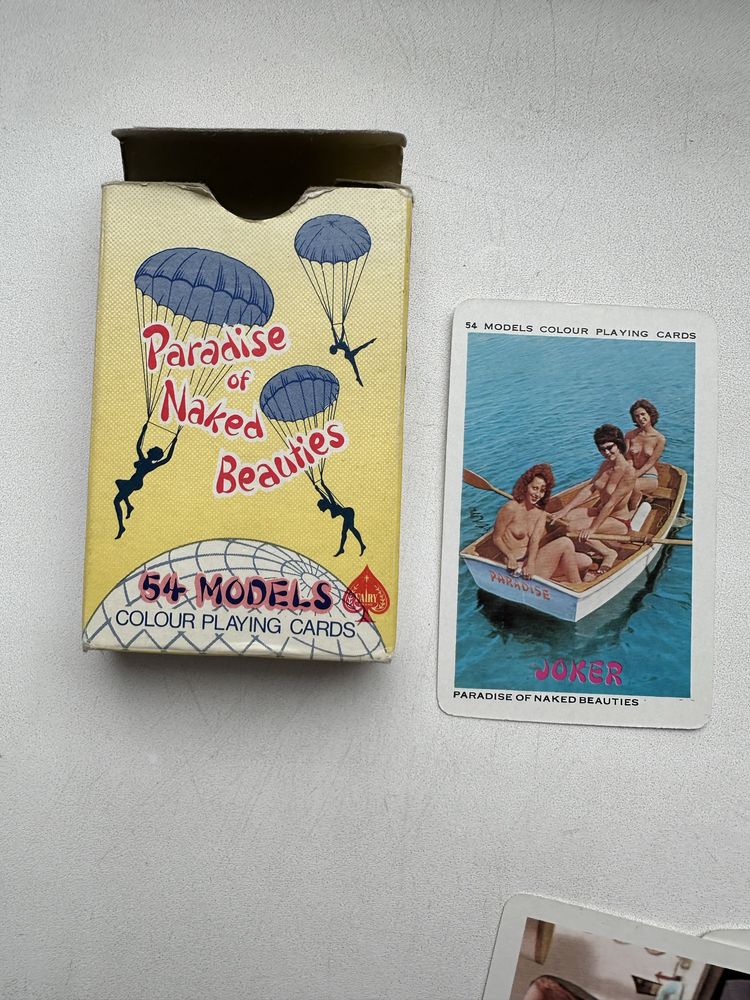 Paradise
of
Naked
Beauties
54 MODELS
FAIRY
COLOUR PLAYING CARDS
54 MODELS COLOUR PLAYING CARDS
PARADISE
JOKER
PARADISE OF NAKED BEAUTIES